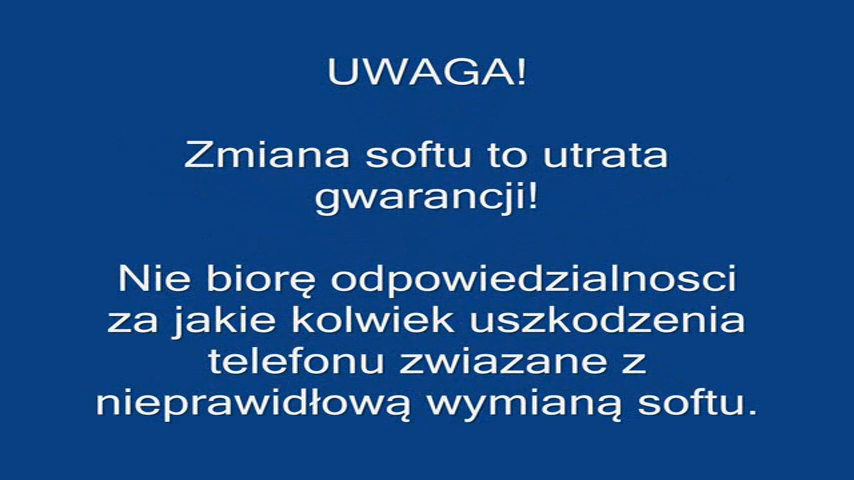 UWAGA!
Zmiana softu to utrata
gwarancji!
Nie biorę odpowiedzialnosci
za jakie kolwiek uszkodzenia
telefonu zwiazane z
nieprawidłową wymianą softu.